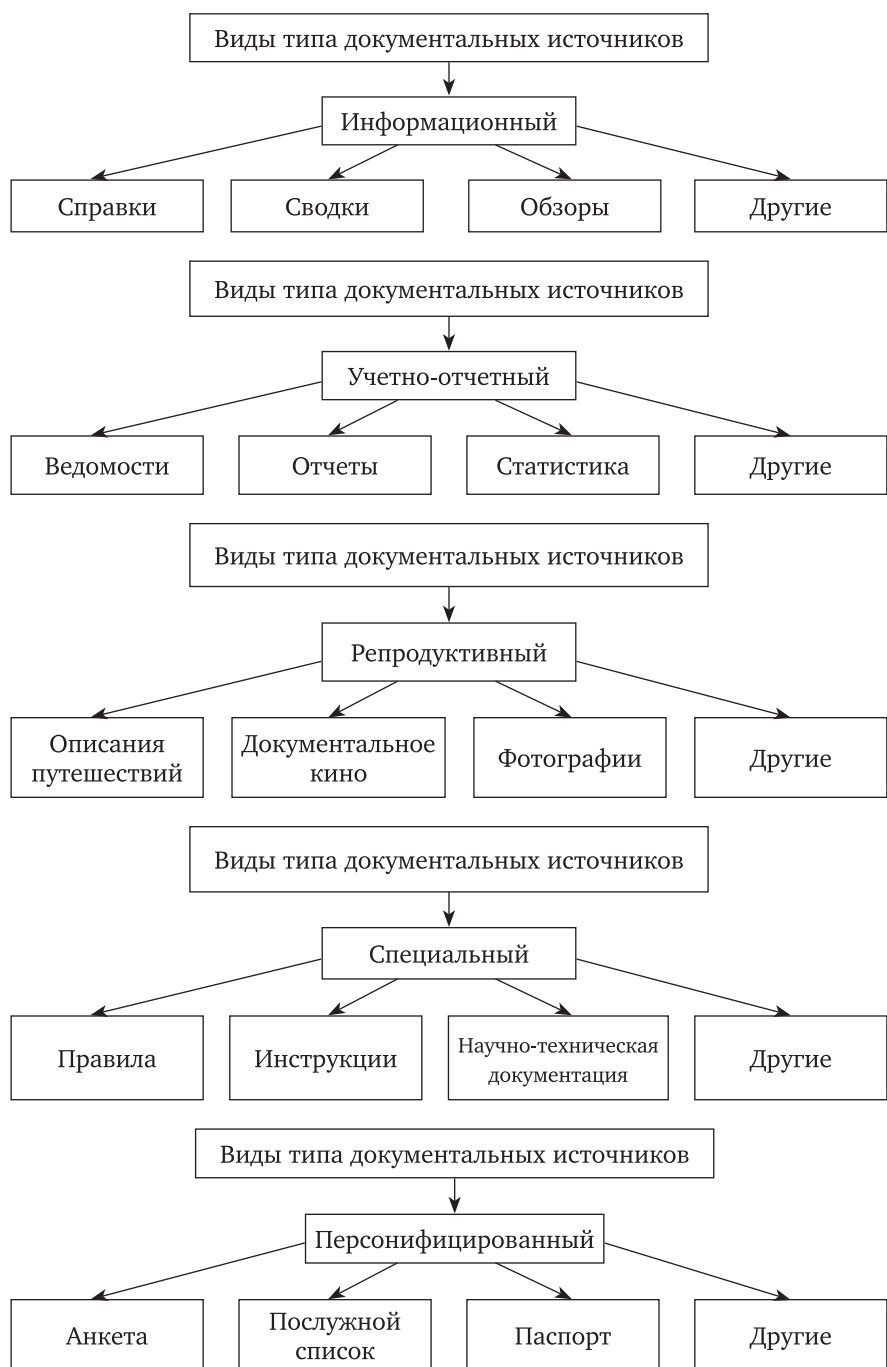 Виды типа документальных источников
Информационный
Справки
Сводки
Обзоры
Другие
Виды типа документальных источников
Учетно-отчетный
Ведомости
Отчеты
Статистика
Другие
Виды типа документальных источников
Репродуктивный
Описания
путешествий
Документальное
кино
Фотографии
Другие
Виды типа документальных источников
Специальный
Правила
Инструкции
Научно-техническая
документация
Другие
Виды типа документальных источников
Персонифицированный
Анкета
Послужной
список
Паспорт
Другие